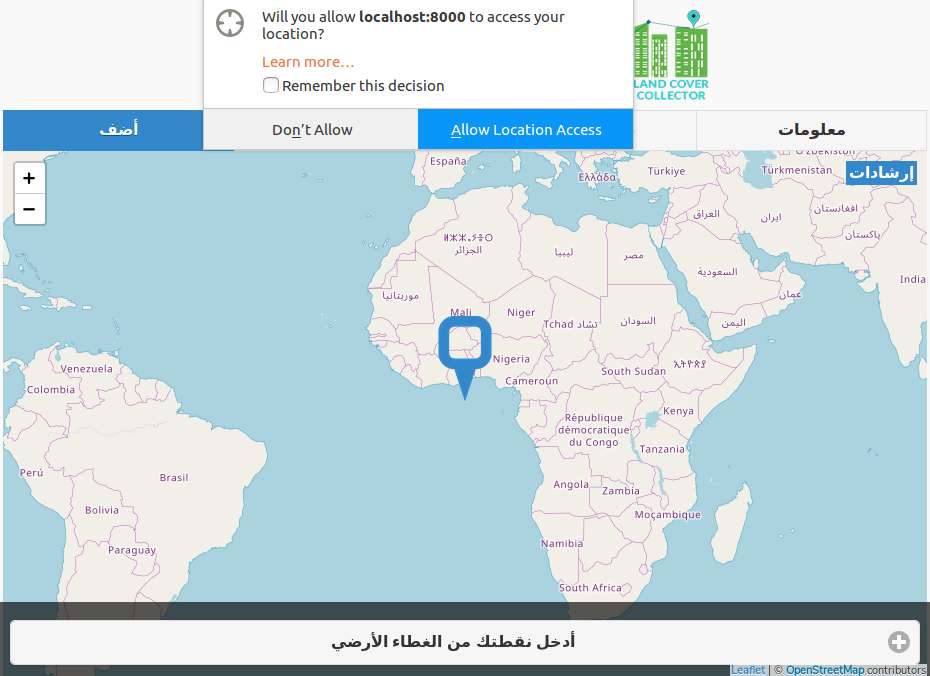 Will you allow localhost:8000 to access your
location?
Learn more…
Remember this decision
Don't Allow
Allow Location Access
LAND COVER
COLLECTOR
أضف
معلومات
إرشادات
+
−
España
Ελλάδα
Türkiye
Türkmenistan
العراق
ایران
افغانستان
پاکستان
ⵍⵣⵣⴰⵢⴻⵔ
الجزائر
ليبيا
مصر
السعودية
عمان
India
موريتانيا
Mali
Niger
Tchad تشاد
السودان
اليمن
Nigeria
South Sudan
Cameroun
Venezuela
Colombia
Kenya
République
démocratique
du Congo
Tanzania
Perú
Brasil
Angola
Zambia
Bolivia
Moçambique
Paraguay
Namibia
South Africa
أدخل نقطتك من الغطاء الأرضي
Leaflet | © OpenStreetMap contributors